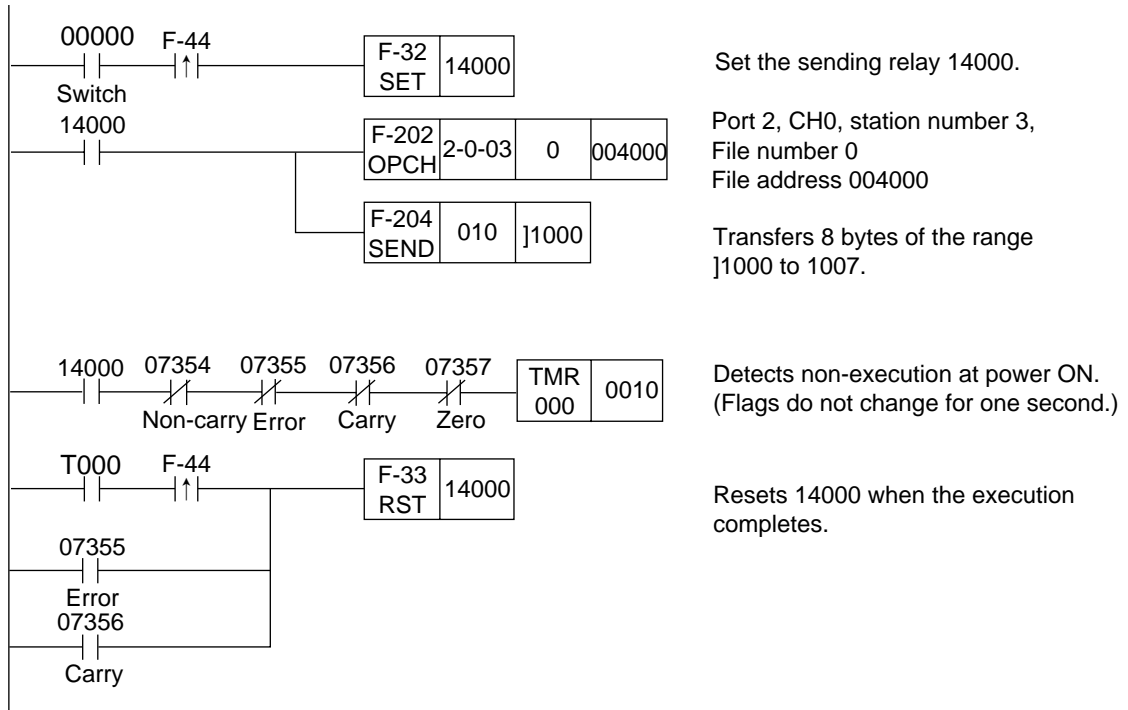 00000 F-44
F-32 SET 14000
Switch
Set the sending relay 14000.
14000
F-202 OPCH 2-0-03 0 004000
Port 2, CH0, station number 3,
File number 0
File address 004000
F-204 SEND 010 ]1000
Transfers 8 bytes of the range
]1000 to 1007.
14000 07354 07355 07356 07357
Non-carry Error Carry Zero
TMR 000 0010
Detects non-execution at power ON.
(Flags do not change for one second.)
T000 F-44
F-33 RST 14000
Resets 14000 when the execution
completes.
07355
Error
07356
Carry